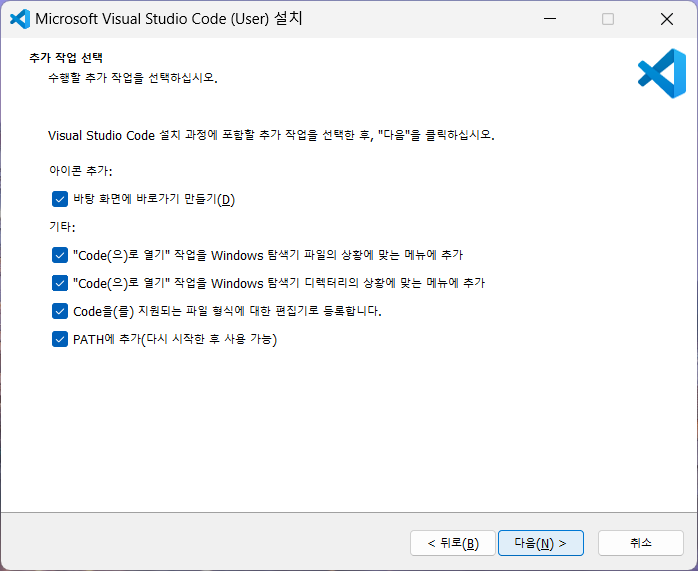 Microsoft Visual Studio Code (User) 설치
추가 작업 선택
수행할 추가 작업을 선택하십시오.
Visual Studio Code 설치 과정에 포함할 추가 작업을 선택한 후, "다음"을 클릭하십시오.
아이콘 추가:
바탕 화면에 바로가기 만들기(D)
기타:
"Code(으)로 열기" 작업을 Windows 탐색기 파일의 상황에 맞는 메뉴에 추가
"Code(으)로 열기" 작업을 Windows 탐색기 디렉터리의 상황에 맞는 메뉴에 추가
Code을(를) 지원되는 파일 형식에 대한 편집기로 등록합니다.
PATH에 추가(다시 시작한 후 사용 가능)
< 뒤로(B) 다음(N) > 취소